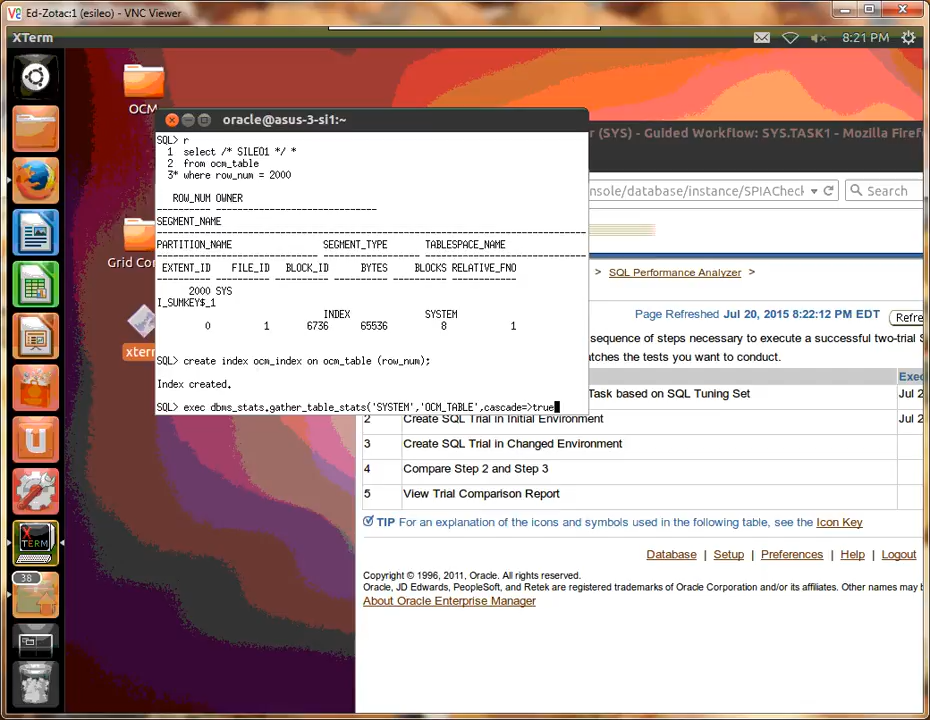 Ed-Zotac:1 (esileo) - VNC Viewer
XTerm
8:21 PM
OCM
oracle@asus-3-si1:~
(SYS) - Guided Workflow: SYS.TASK1 - Mozilla Firef
SQL> r
1 select /* SILEO1 */ *
2 from ocm_table
3* where row_num = 2000
ROW_NUM OWNER
SEGMENT_NAME
PARTITION_NAME SEGMENT_TYPE TABLESPACE_NAME
EXTENT_ID FILE_ID BLOCK_ID BYTES BLOCKS RELATIVE_FNO
2000 SYS
I_SUMKEY$_1
INDEX SYSTEM
0 1 6736 65536 8 1
SQL> create index ocm_index on ocm_table (row_num);
Index created.
SQL> exec dbms_stats.gather_table_stats('SYSTEM','OCM_TABLE',cascade=>true
Grid Co
xter
XTERM
38
nsole/database/instance/SPIACheck
Search
> SQL Performance Analyzer >
Page Refreshed Jul 20, 2015 8:22:12 PM EDT
Refre
sequence of steps necessary to execute a successful two-trial S
atches the tests you want to conduct.
Exec
Task based on SQL Tuning Set Jul 2
2 Create SQL Trial in Initial Environment Jul 2
3 Create SQL Trial in Changed Environment
4 Compare Step 2 and Step 3
5 View Trial Comparison Report
TIP For an explanation of the icons and symbols used in the following table, see the Icon Key
Database | Setup | Preferences | Help | Logout
Copyright © 1996, 2011, Oracle. All rights reserved.
Oracle, JD Edwards, PeopleSoft, and Retek are registered trademarks of Oracle Corporation and/or its affiliates. Other names may b
About Oracle Enterprise Manager